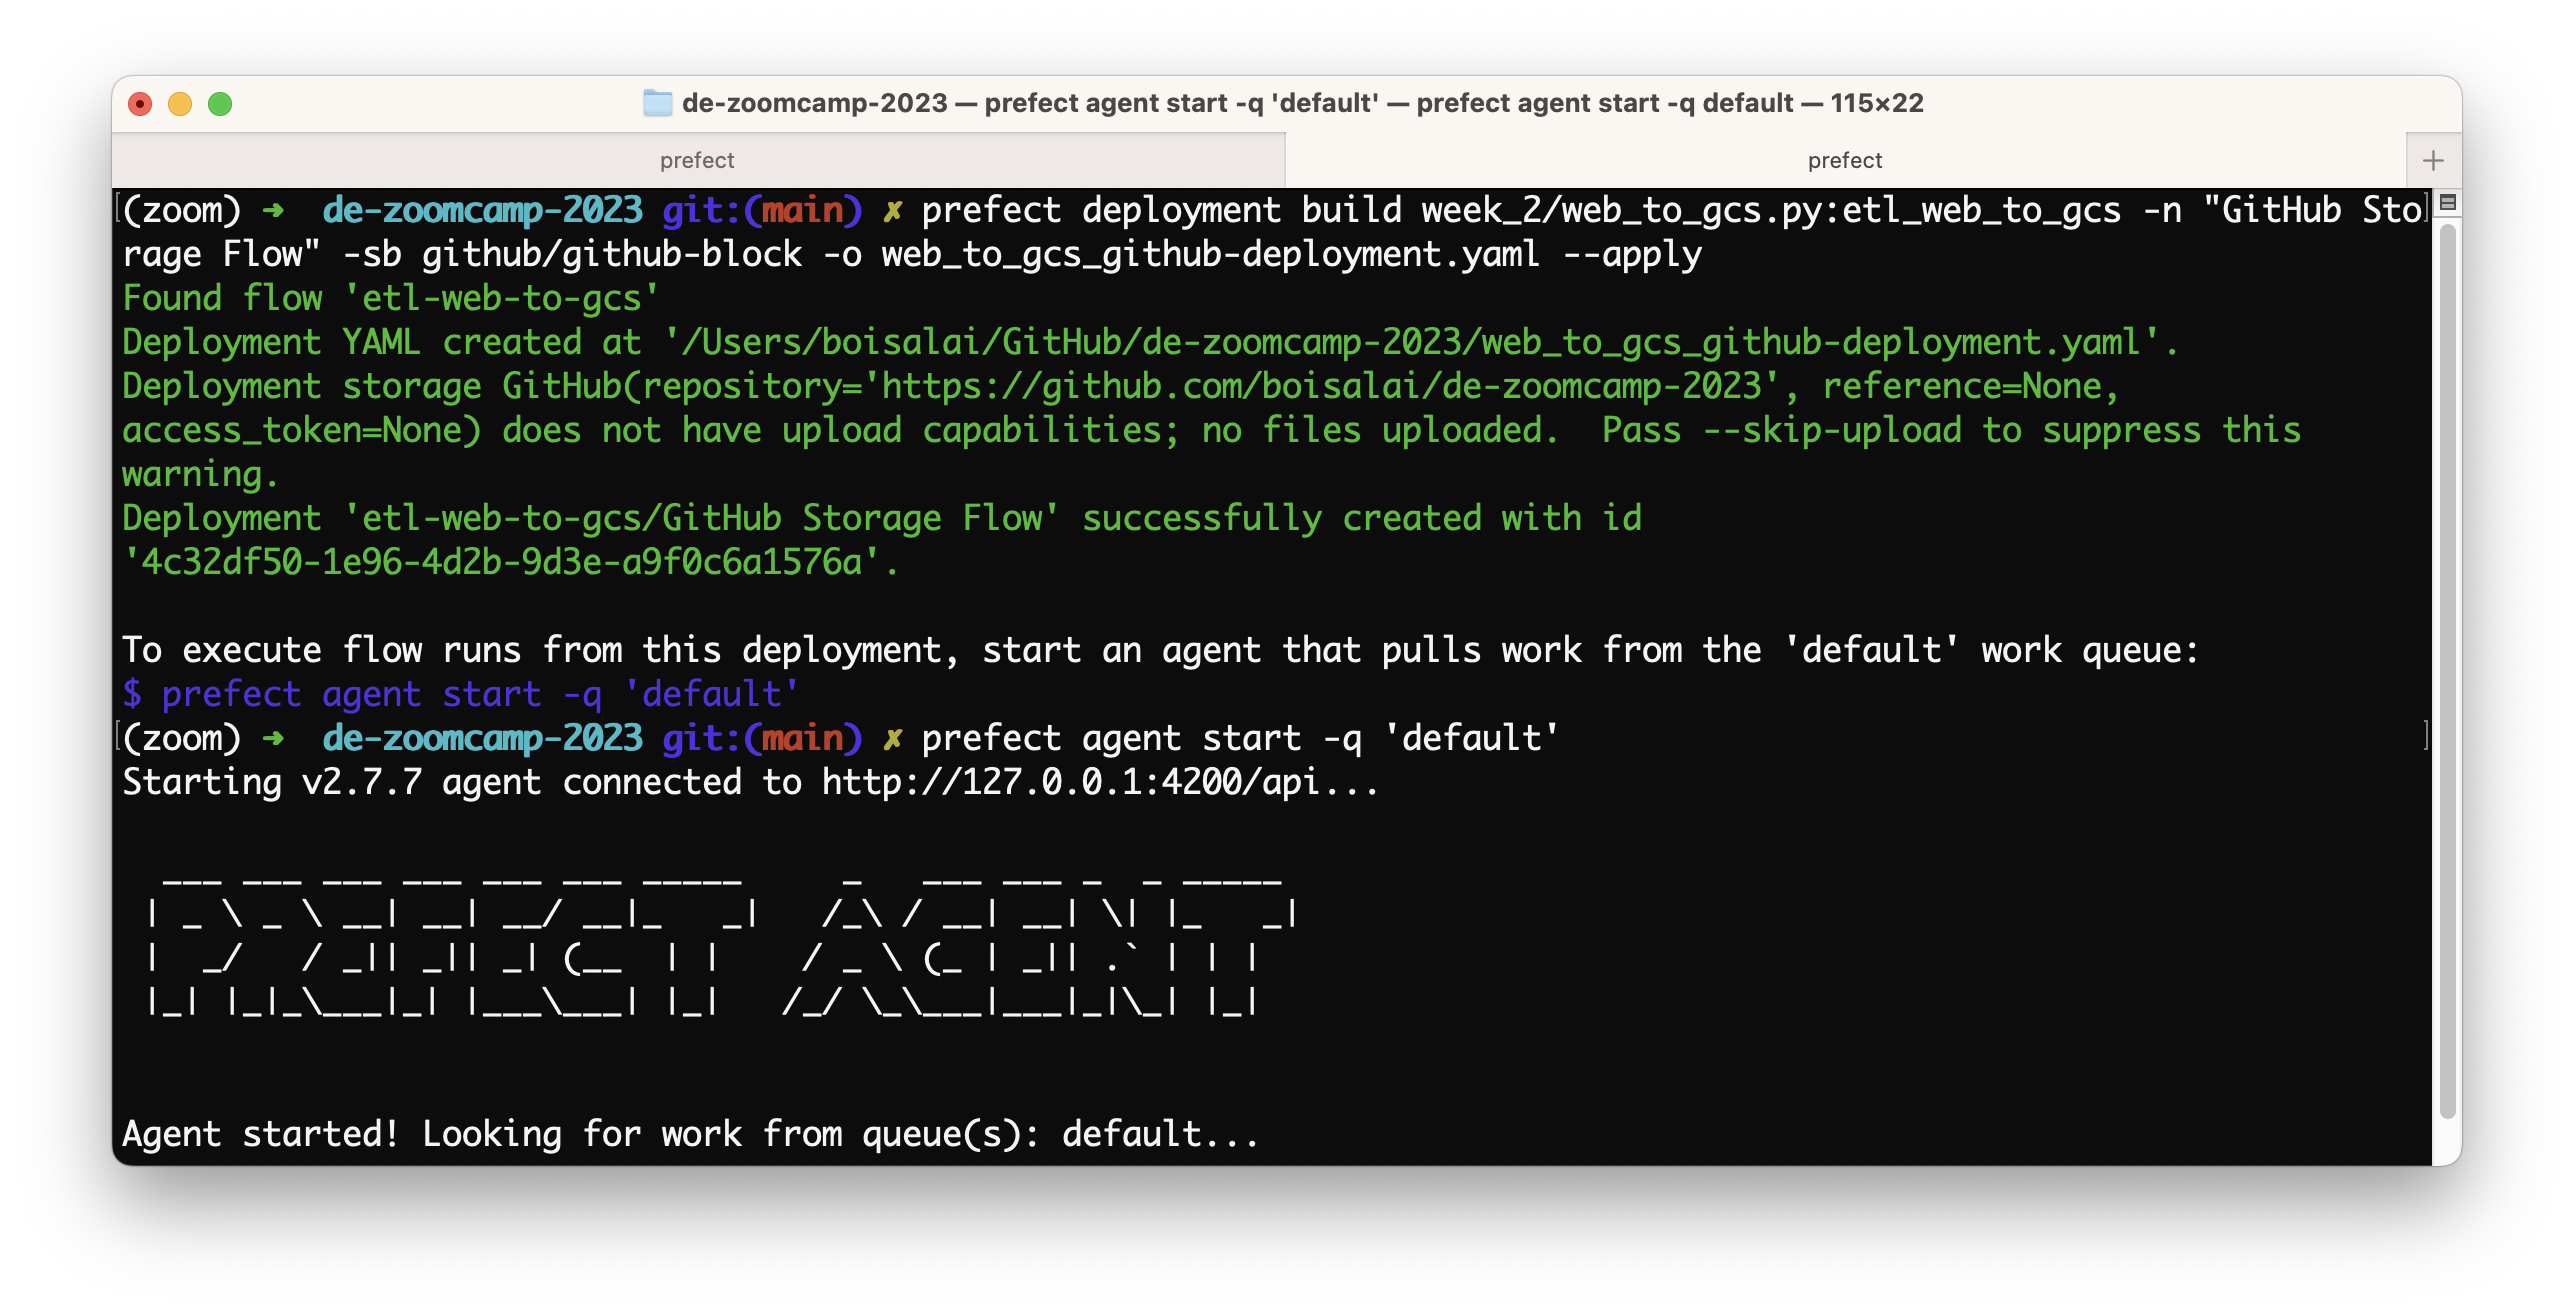 de-zoomcamp-2023 — prefect agent start -q 'default' — prefect agent start -q default — 115×22
prefect
prefect
(zoom) ➜  de-zoomcamp-2023 git:(main) ✗ prefect deployment build week_2/web_to_gcs.py:etl_web_to_gcs -n "GitHub Sto
rage Flow" -sb github/github-block -o web_to_gcs_github-deployment.yaml --apply
Found flow 'etl-web-to-gcs'
Deployment YAML created at '/Users/boisalai/GitHub/de-zoomcamp-2023/web_to_gcs_github-deployment.yaml'.
Deployment storage GitHub(repository='https://github.com/boisalai/de-zoomcamp-2023', reference=None,
access_token=None) does not have upload capabilities; no files uploaded.  Pass --skip-upload to suppress this
warning.
Deployment 'etl-web-to-gcs/GitHub Storage Flow' successfully created with id
'4c32df50-1e96-4d2b-9d3e-a9f0c6a1576a'.
To execute flow runs from this deployment, start an agent that pulls work from the 'default' work queue:
$ prefect agent start -q 'default'
(zoom) ➜  de-zoomcamp-2023 git:(main) ✗ prefect agent start -q 'default'
Starting v2.7.7 agent connected to http://127.0.0.1:4200/api...
PREFECT AGENT
Agent started! Looking for work from queue(s): default...